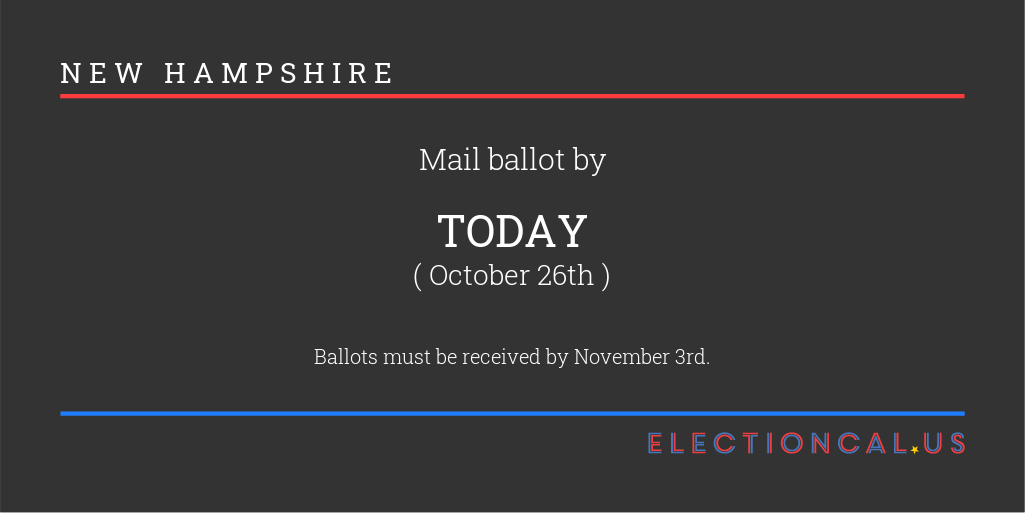 NEW HAMPSHIRE
Mail ballot by
TODAY
( October 26th )
Ballots must be received by November 3rd.
ELECTIONCAL.US